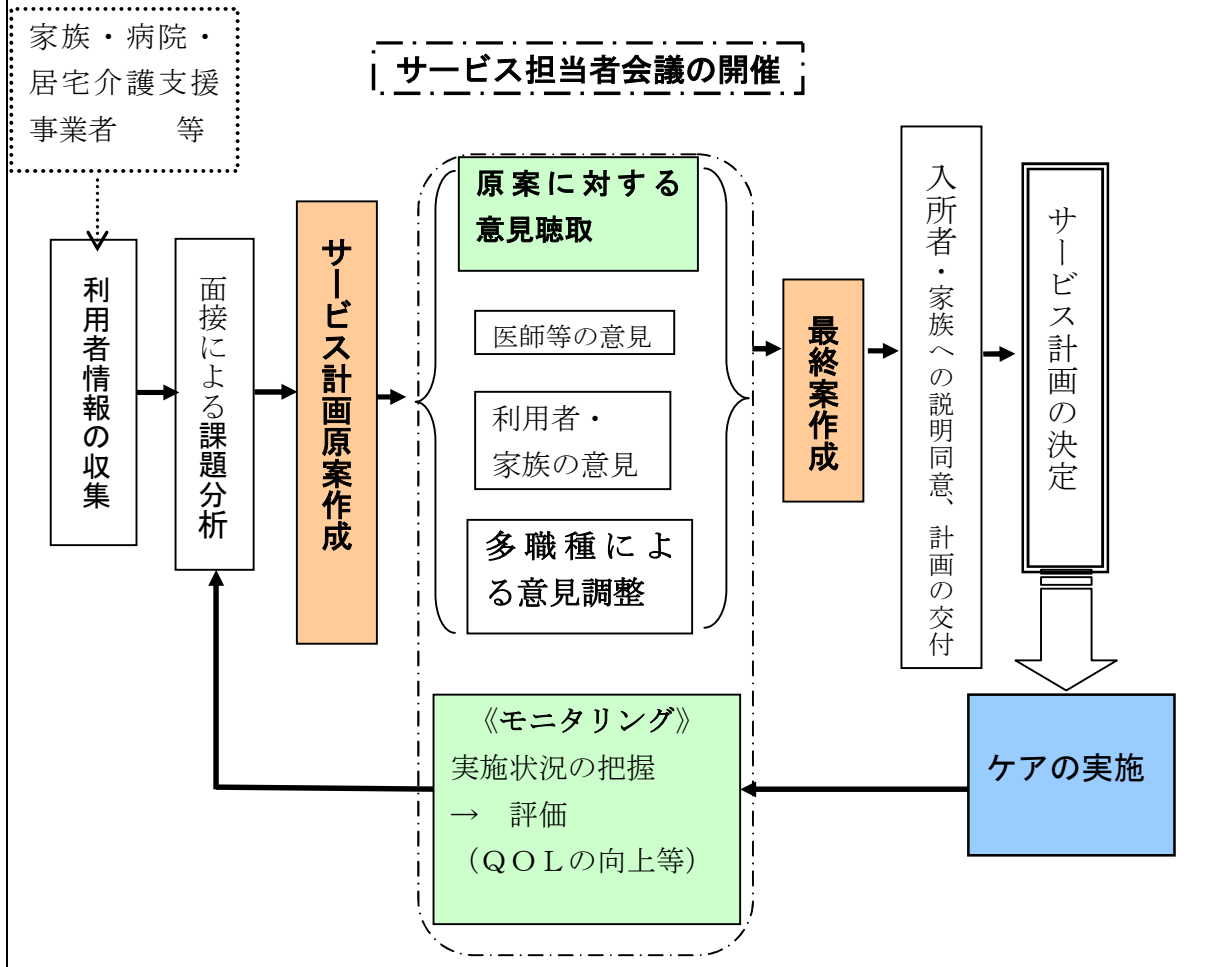 家族・病院・
居宅介護支援
事業者　　等
サービス担当者会議の開催
利用者情報の収集
面接による課題分析
サービス計画原案作成
原案に対する
意見聴取
医師等の意見
利用者・
家族の意見
多職種によ
る意見調整
最終案作成
入所者・家族への説明同意、計画の交付
サービス計画の決定
ケアの実施
《モニタリング》
実施状況の把握
→　評価
（ＱＯＬの向上等）